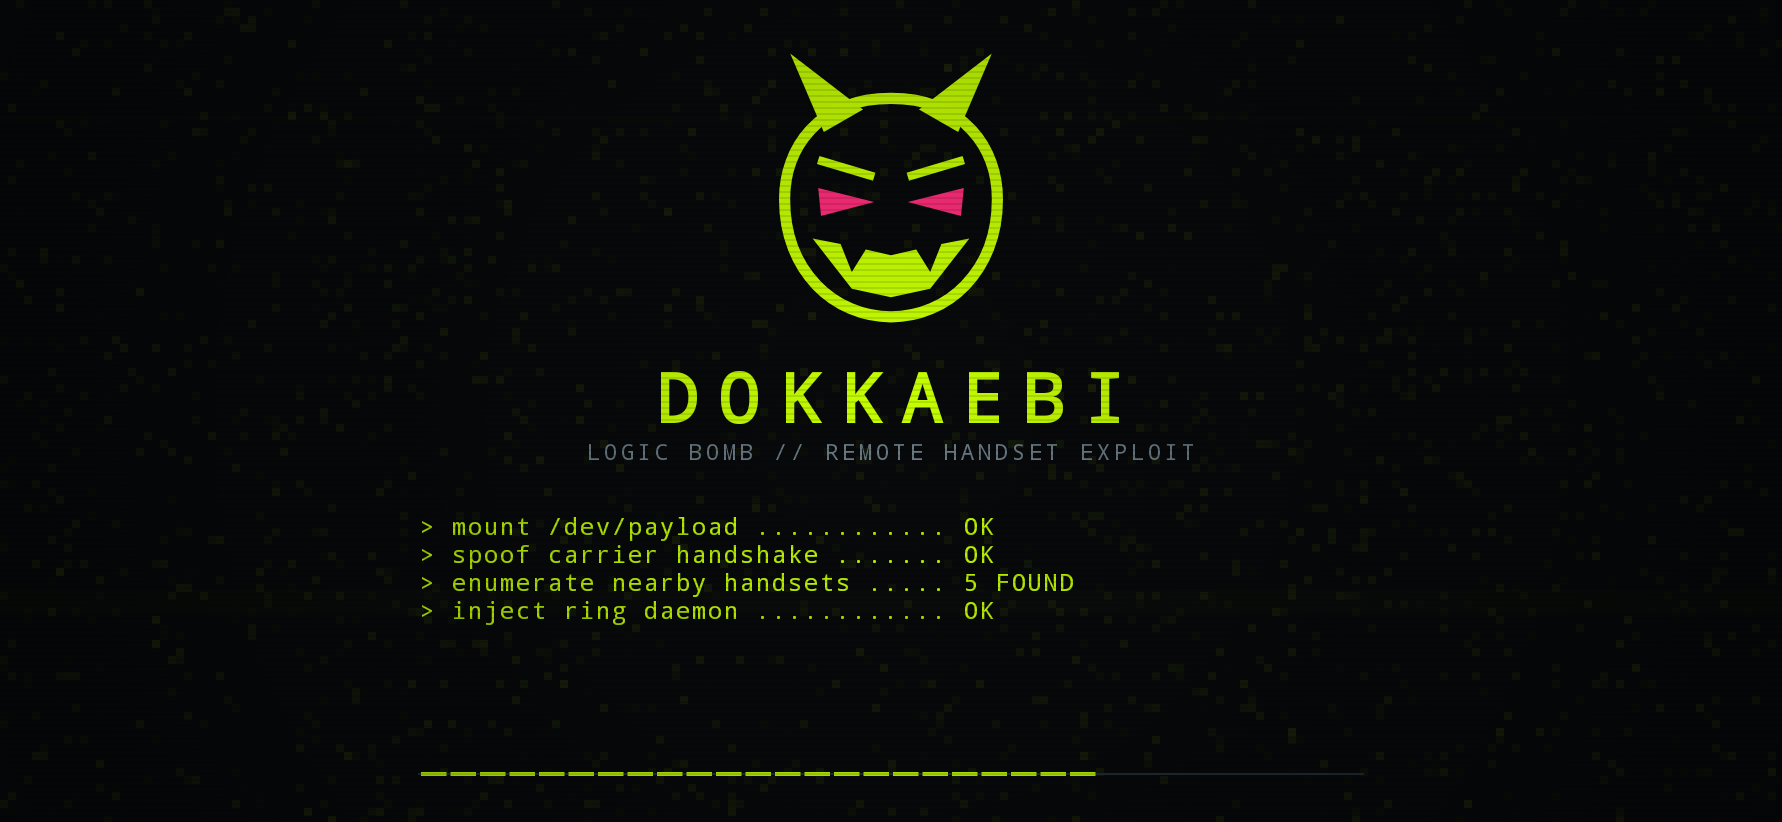 DOKKAEBI
LOGIC BOMB // REMOTE HANDSET EXPLOIT
> mount /dev/payload ............ OK
> spoof carrier handshake ....... OK
> enumerate nearby handsets ..... 5 FOUND
> inject ring daemon ............ OK